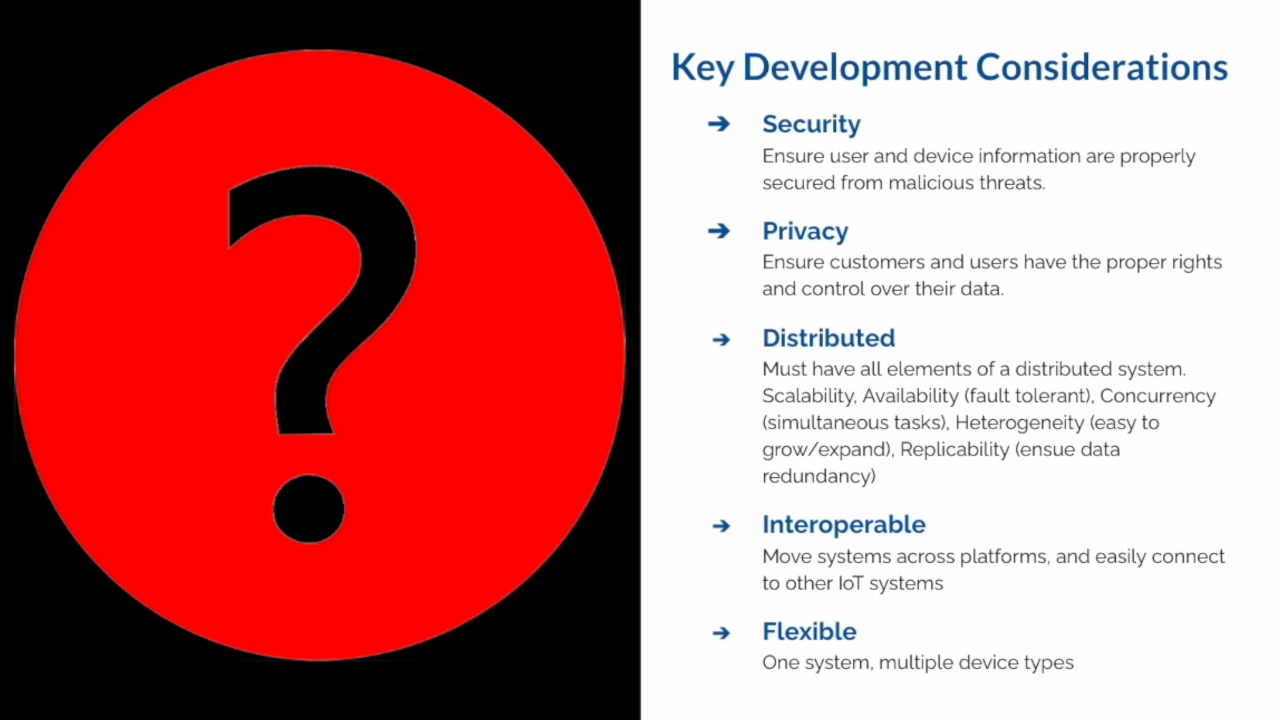 Key Development Considerations
➔ Security
Ensure user and device information are properly
secured from malicious threats.
➔ Privacy
Ensure customers and users have the proper rights
and control over their data.
➔ Distributed
Must have all elements of a distributed system.
Scalability, Availability (fault tolerant), Concurrency
(simultaneous tasks), Heterogeneity (easy to
grow/expand), Replicability (ensue data
redundancy)
➔ Interoperable
Move systems across platforms, and easily connect
to other IoT systems
➔ Flexible
One system, multiple device types